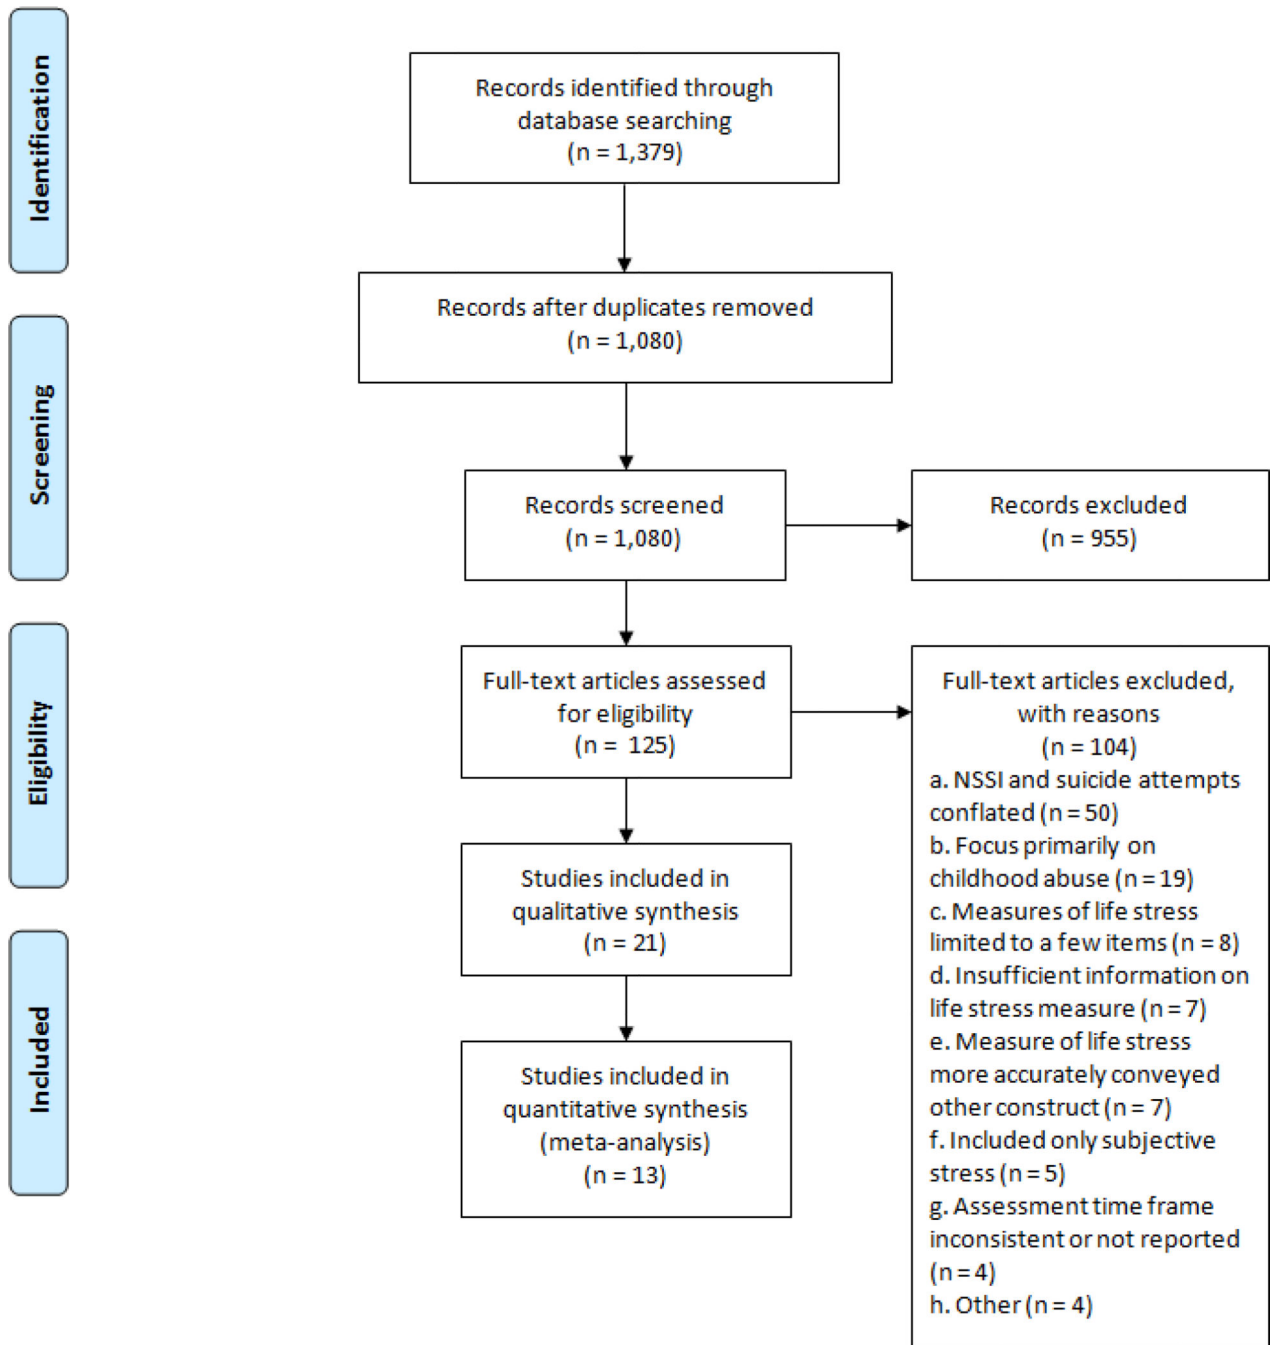 Identification
Records identified through
database searching
(n = 1,379)
Records after duplicates removed
(n = 1,080)
Screening
Records screened
(n = 1,080)
Records excluded
(n = 955)
Eligibility
Full-text articles assessed
for eligibility
(n = 125)
Full-text articles excluded,
with reasons
(n = 104)
a. NSSI and suicide attempts
conflated (n = 50)
b. Focus primarily on
childhood abuse (n = 19)
c. Measures of life stress
limited to a few items (n = 8)
d. Insufficient information on
life stress measure (n = 7)
e. Measure of life stress
more accurately conveyed
other construct (n = 7)
f. Included only subjective
stress (n = 5)
g. Assessment time frame
inconsistent or not reported
(n = 4)
h. Other (n = 4)
Studies included in
qualitative synthesis
(n = 21)
Included
Studies included in
quantitative synthesis
(meta-analysis)
(n = 13)